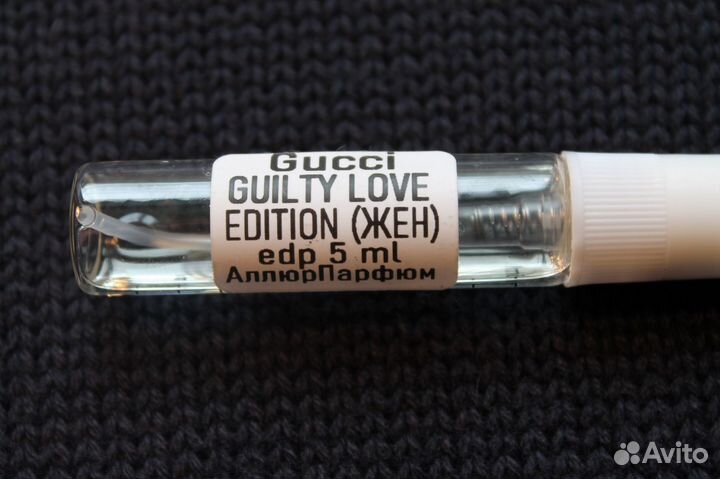 Gucci
GUILTY LOVE
EDITION (ЖЕН)
edp 5 ml
АллюрПарфюм
Avito